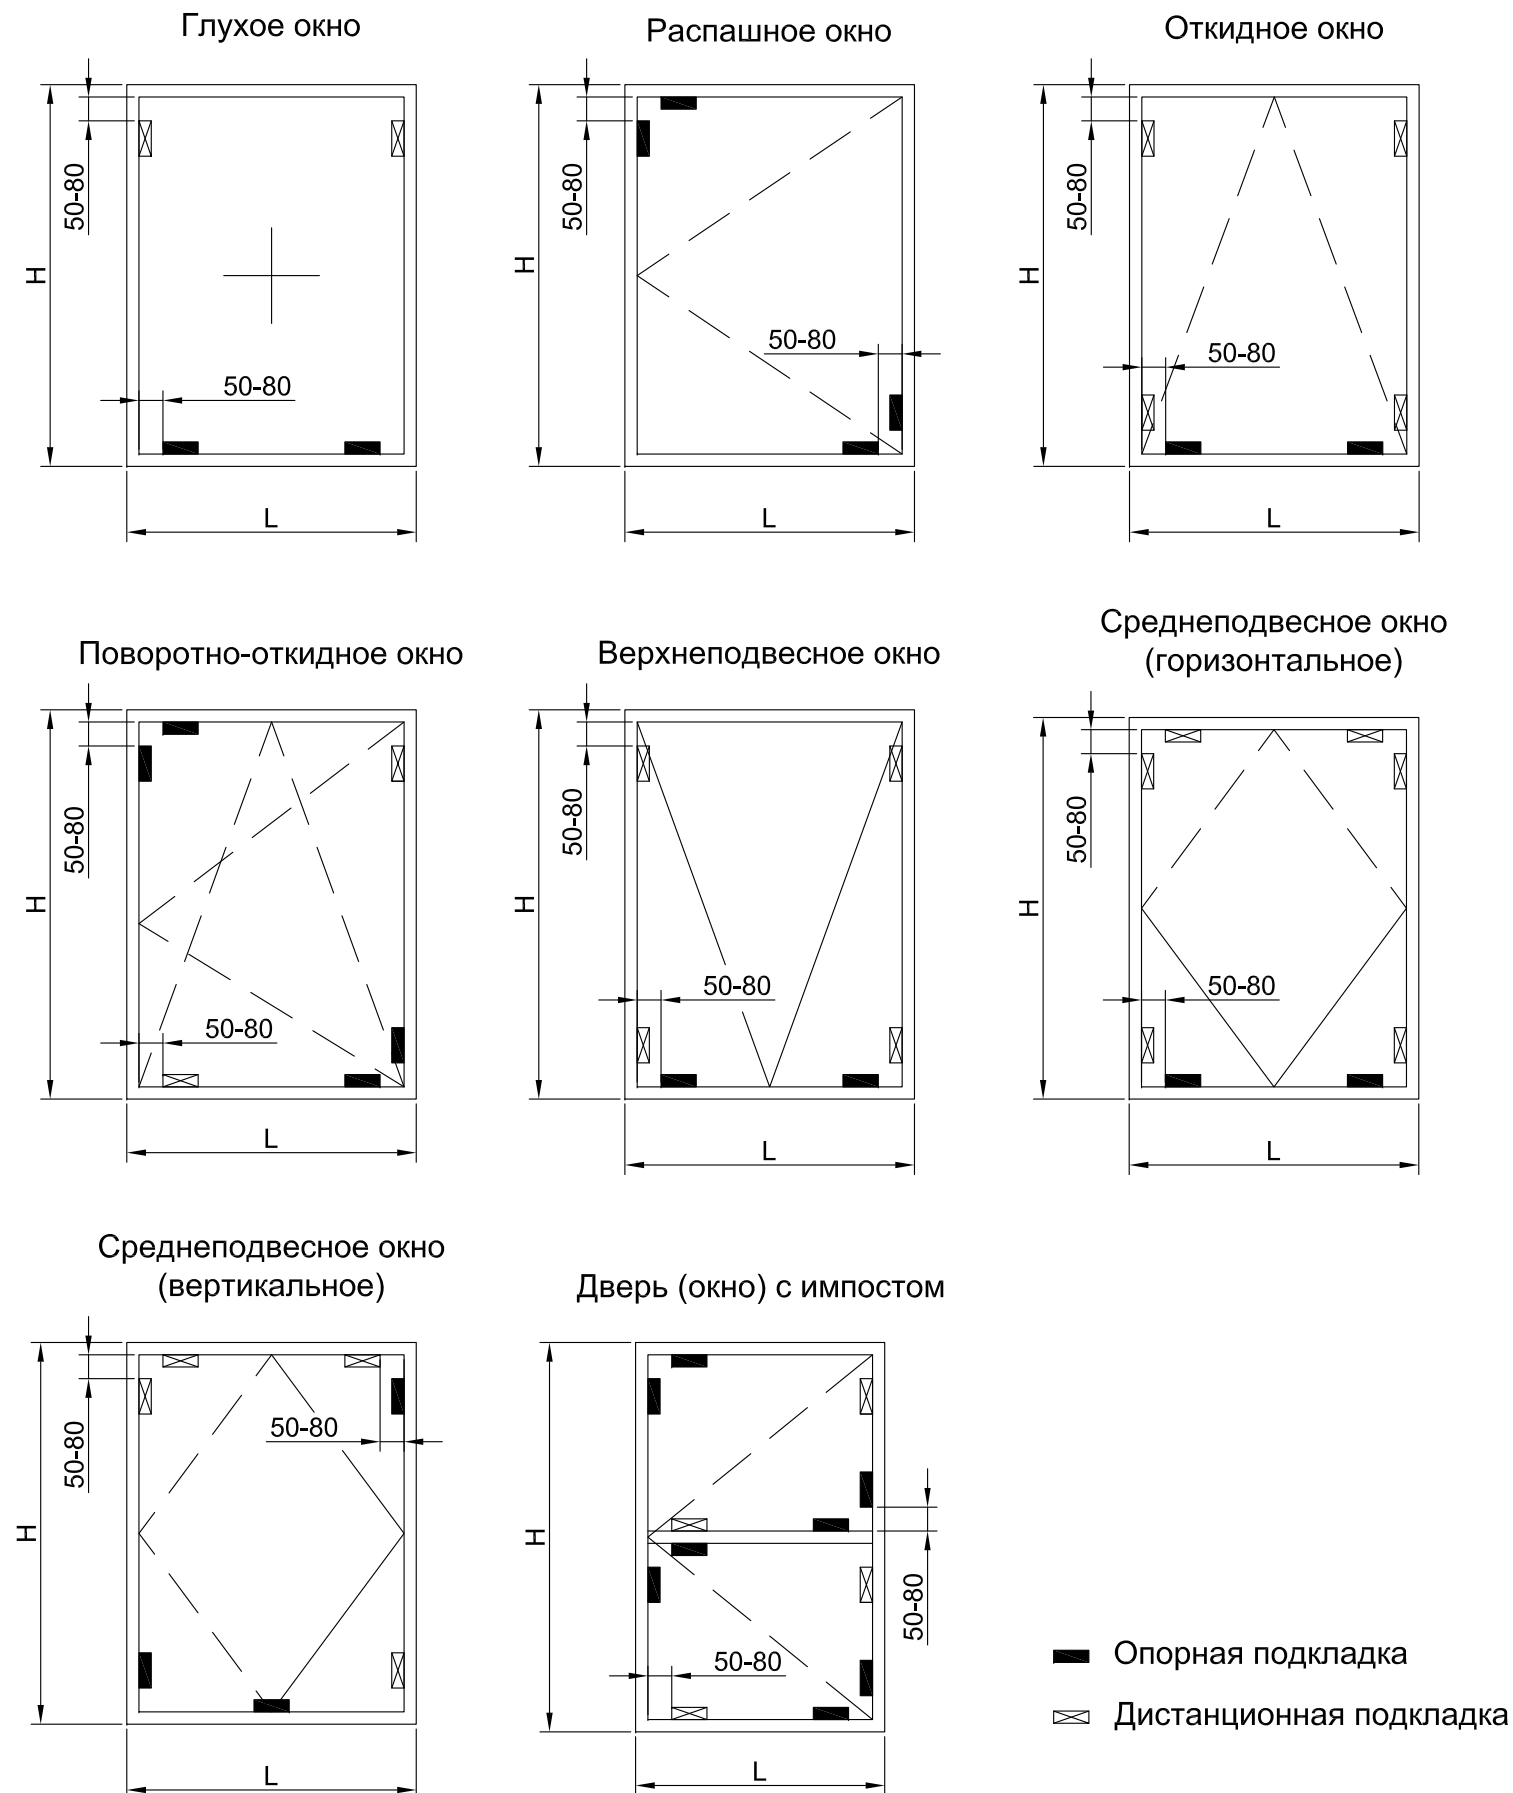 Глухое окно
Распашное окно
Откидное окно
50-80
H
L
50-80
H
50-80
L
50-80
H
50-80
L
50-80
Поворотно-откидное окно
Верхнеподвесное окно
Среднеподвесное окно
(горизонтальное)
50-80
H
50-80
L
50-80
H
50-80
L
50-80
H
50-80
L
Среднеподвесное окно
(вертикальное)
Дверь (окно) с импостом
50-80
50-80
H
L
H
50-80
50-80
L
Опорная подкладка
Дистанционная подкладка